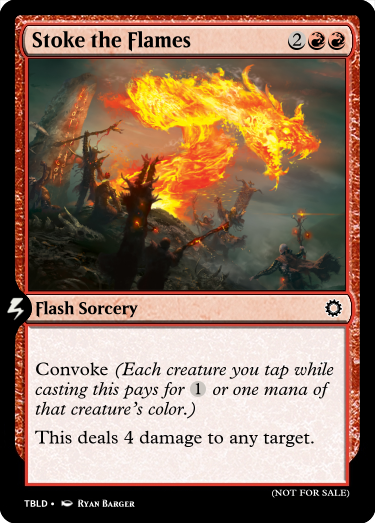 Stoke the Flames 2
Flash Sorcery
Convoke (Each creature you tap while
casting this pays for 1 or one mana of
that creature's color.)
This deals 4 damage to any target.
(NOT FOR SALE)
TBLD • Ryan Barger